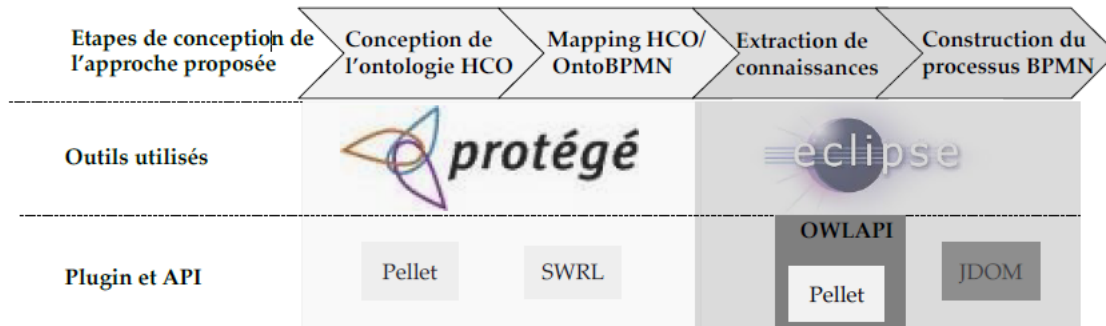 Etapes de conception de
l'approche proposée
Conception de
l'ontologie HCO
Mapping HCO/
OntoBPMN
Extraction de
connaissances
Construction du
processus BPMN
Outils utilisés
protégé
eclipse
Plugin et API
Pellet
SWRL
OWLAPI
Pellet
JDOM